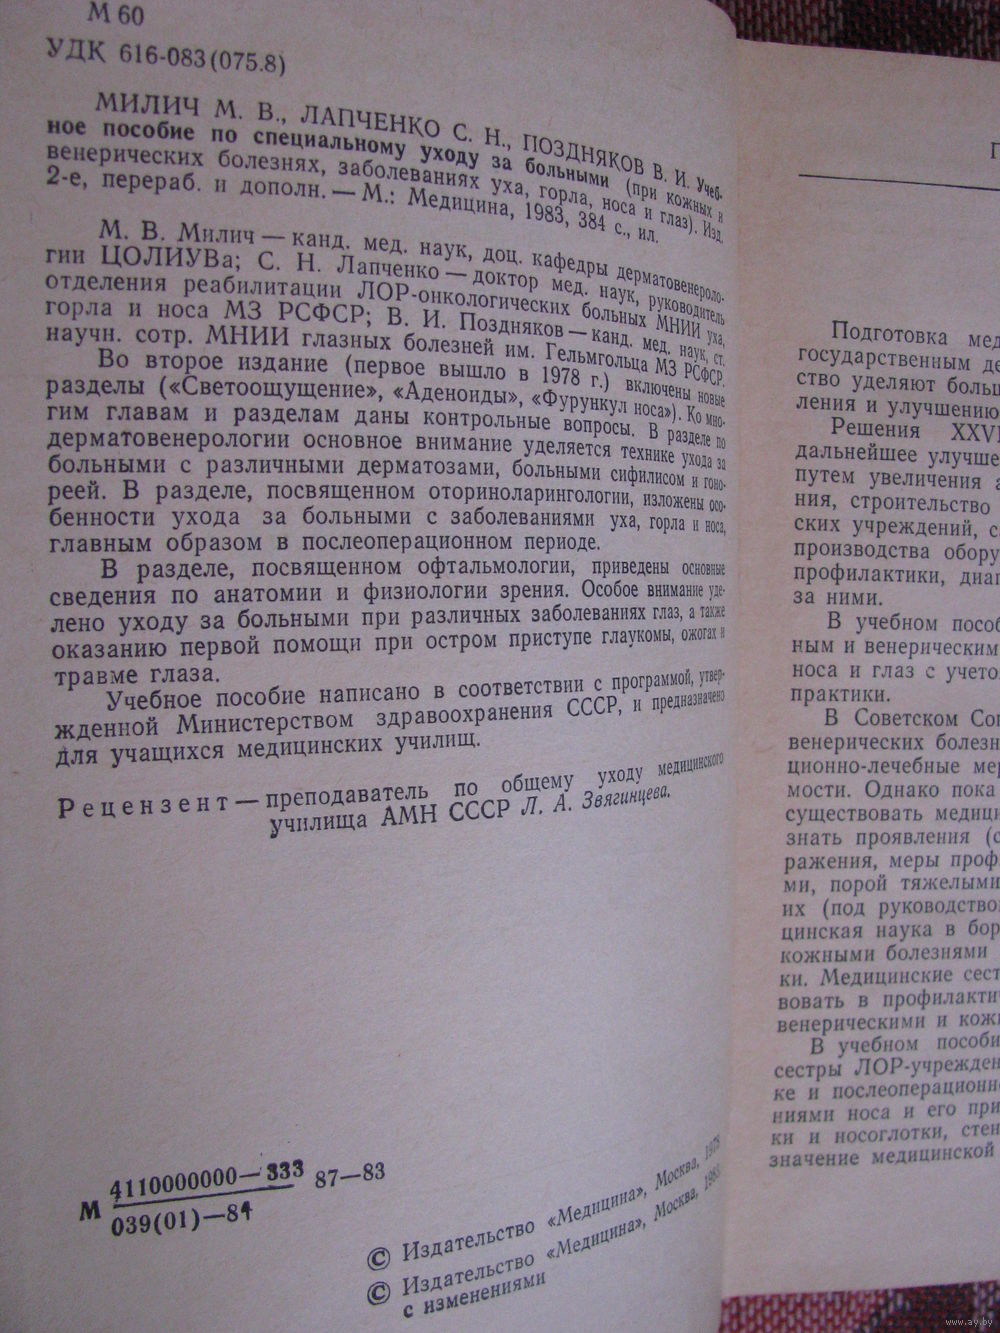 М 60
УДК 616-083(075.8)
МИЛИЧ М. В., ЛАПЧЕНКО С. Н., ПОЗДНЯКОВ В. И. Учеб-
ное пособие по специальному уходу за больными (при кожных и
венерических болезнях, заболеваниях уха, горла, носа и глаз). Изд.
2-е, перераб. и дополн. — М.: Медицина, 1983, 384 с., ил.
М. В. Милич — канд. мед. наук, доц. кафедры дерматовенероло-
гии ЦОЛИУВа; С. Н. Лапченко — доктор мед. наук, руководитель
отделения реабилитации ЛОР-онкологических больных МНИИ уха,
горла и носа МЗ РСФСР; В. И. Поздняков — канд. мед. наук, ст.
научн. сотр. МНИИ глазных болезней им. Гельмгольца МЗ РСФСР.
Во второе издание (первое вышло в 1978 г.) включены новые
разделы («Светоощущение», «Аденоиды», «Фурункул носа»). Ко мно-
гим главам и разделам даны контрольные вопросы. В разделе по
дерматовенерологии основное внимание уделяется технике ухода за
больными с различными дерматозами, больными сифилисом и гоно-
реей. В разделе, посвященном оториноларингологии, изложены осо-
бенности ухода за больными с заболеваниями уха, горла и носа,
главным образом в послеоперационном периоде.
В разделе, посвященном офтальмологии, приведены основные
сведения по анатомии и физиологии зрения. Особое внимание уде-
лено уходу за больными при различных заболеваниях глаз, а также
оказанию первой помощи при остром приступе глаукомы, ожогах и
травме глаза.
Учебное пособие написано в соответствии с программой, утвер-
жденной Министерством здравоохранения СССР, и предназначено
для учащихся медицинских училищ.
Рецензент — преподаватель по общему уходу медицинского
училища АМН СССР Л. А. Звягинцева.
М 4110000000—333 87—83
039(01)—84
© Издательство «Медицина», Москва, 1978
© Издательство «Медицина», Москва, 1983
с изменениями
Подготовка мед
государственным де
ство уделяют больш
ления и улучшению
Решения XXVI
дальнейшее улучше
путем увеличения
ния, строительство
ских учреждений, с
производства обору
профилактики, диаг
за ними.
В учебном пособ
ным и венерическим
носа и глаз с учето
практики.
В Советском Со
венерических болезн
ционно-лечебные мер
мости. Однако пока
существовать медици
знать проявления (с
ражения, меры проф
ми, порой тяжелыми
их (под руководство
цинская наука в бор
кожными болезнями
ки. Медицинские сест
вовать в профилакти
венерическими и кож
В учебном пособи
сестры ЛОР-учрежден
ке и послеоперационн
ниями носа и его при
ки и носоглотки, стен
значение медицинской
www.ay.by